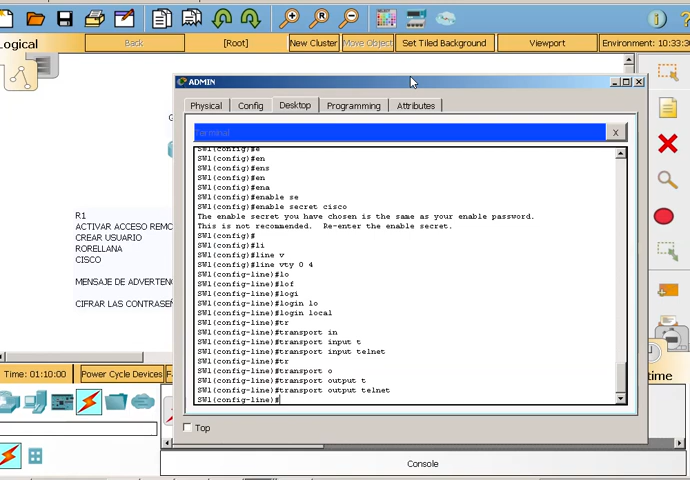 Logical
Back
[Root]
New Cluster
Move Object
Set Tiled Background
Viewport
Environment: 10:33:3
ADMIN
Physical
Config
Desktop
Programming
Attributes
Terminal
X
SW1(config)#e
SW1(config)#en
SW1(config)#ens
SW1(config)#en
SW1(config)#ena
SW1(config)#enable se
SW1(config)#enable secret cisco
The enable secret you have chosen is the same as your enable password.
This is not recommended. Re-enter the enable secret.
SW1(config)#
SW1(config)#li
SW1(config)#line v
SW1(config)#line vty 0 4
SW1(config-line)#lo
SW1(config-line)#lof
SW1(config-line)#logi
SW1(config-line)#login lo
SW1(config-line)#login local
SW1(config-line)#tr
SW1(config-line)#transport in
SW1(config-line)#transport input t
SW1(config-line)#transport input telnet
SW1(config-line)#tr
SW1(config-line)#transport o
SW1(config-line)#transport output t
SW1(config-line)#transport output telnet
SW1(config-line)#
Top
G
R1
ACTIVAR ACCESO REMO
CREAR USUARIO
RORELLANA
CISCO
MENSAJE DE ADVERTENC
CIFRAR LAS CONTRASEÑ
Time: 01:10:00
Power Cycle Devices
Fa
time
Console